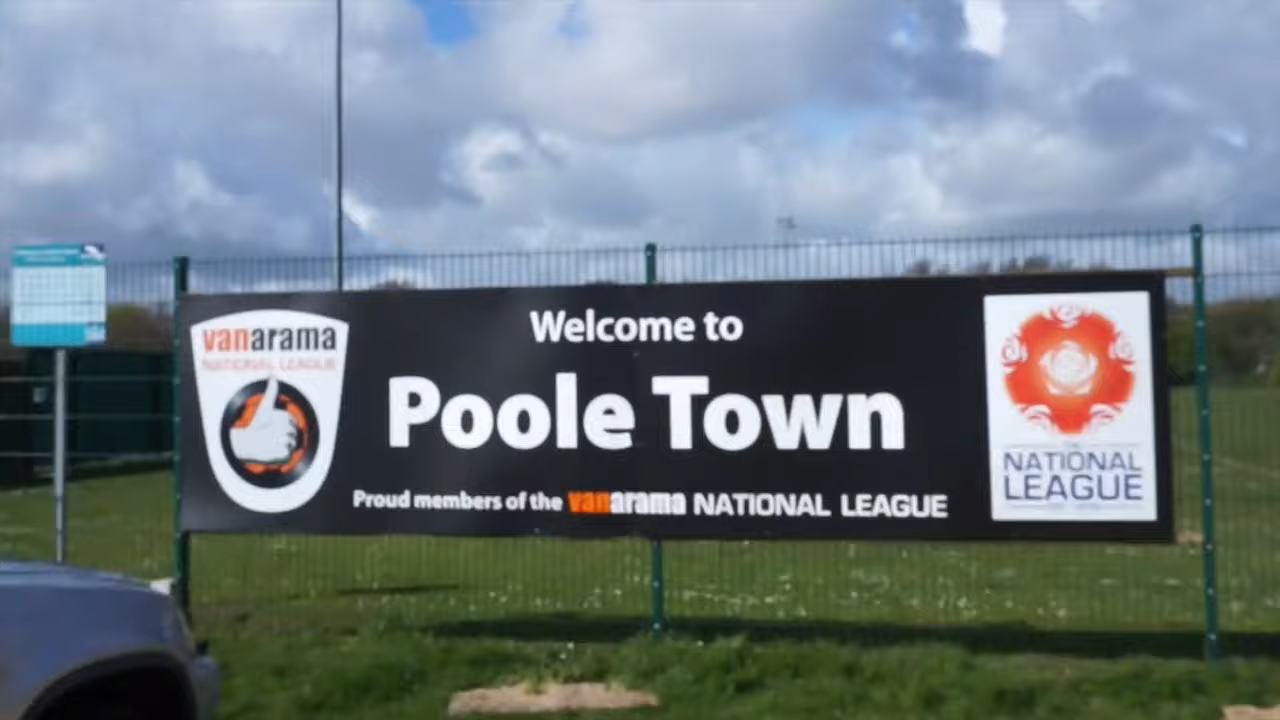 vanarama
NATIONAL LEAGUE
Welcome to
Poole Town
Proud members of the vanarama NATIONAL LEAGUE
THE
NATIONAL
LEAGUE